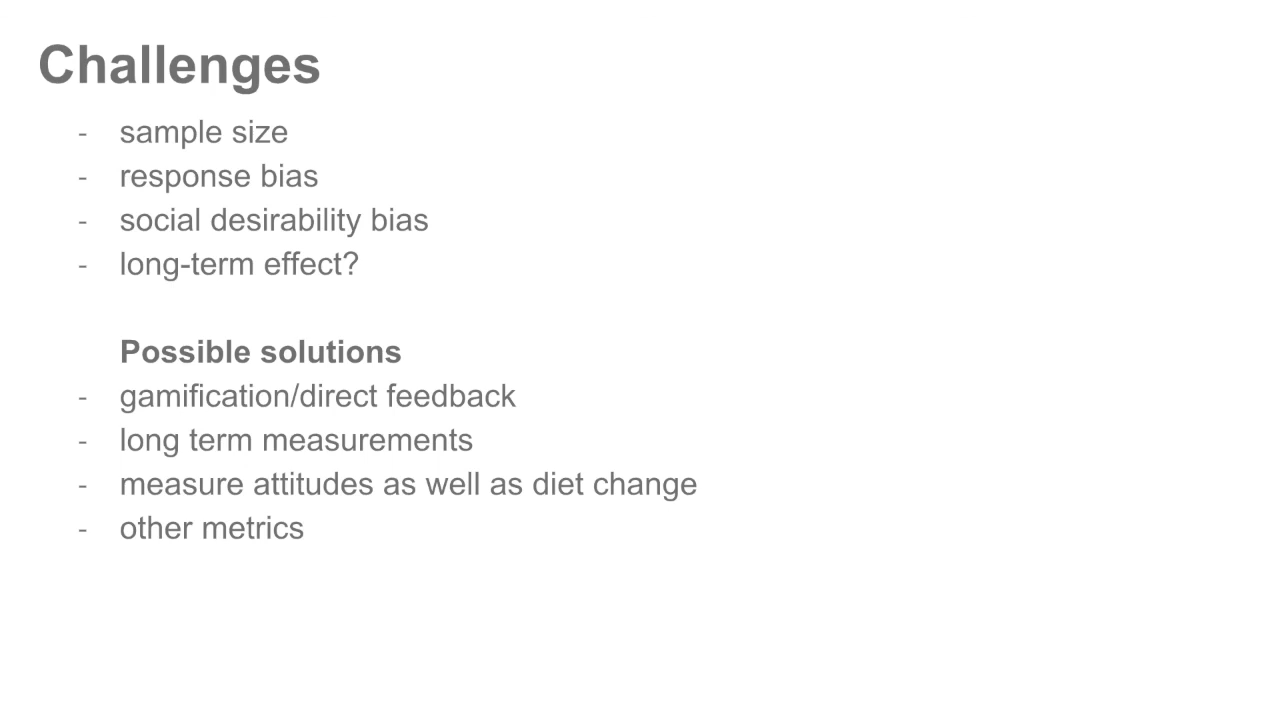 Challenges
- sample size
- response bias
- social desirability bias
- long-term effect?
Possible solutions
- gamification/direct feedback
- long term measurements
- measure attitudes as well as diet change
- other metrics